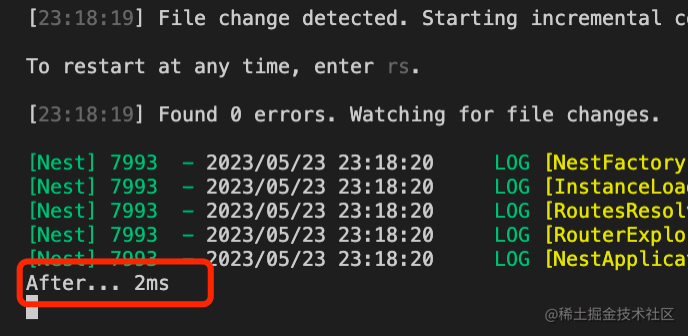 [23:18:19] File change detected. Starting incremental
To restart at any time, enter rs.
[23:18:19] Found 0 errors. Watching for file changes.
[Nest] 7993 - 2023/05/23 23:18:20 LOG [NestFactory
[Nest] 7993 - 2023/05/23 23:18:20 LOG [InstanceLoa
[Nest] 7993 - 2023/05/23 23:18:20 LOG [RoutesResol
[Nest] 7993 - 2023/05/23 23:18:20 LOG [RouterExplo
[Nest] 7993 - 2023/05/23 23:18:20 LOG [NestApplica
After... 2ms
@稀土掘金技术社区